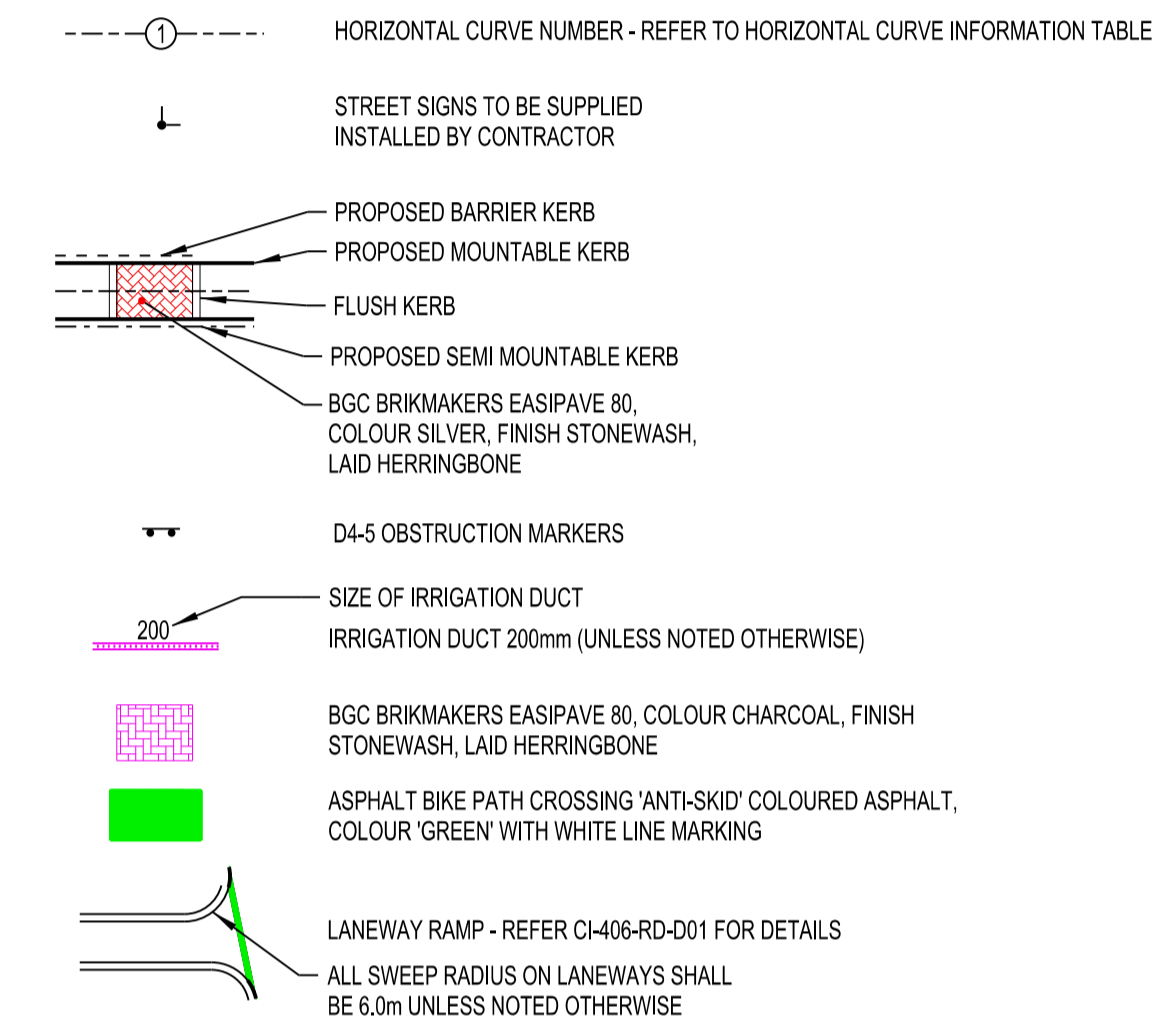 1
HORIZONTAL CURVE NUMBER - REFER TO HORIZONTAL CURVE INFORMATION TABLE
STREET SIGNS TO BE SUPPLIED
INSTALLED BY CONTRACTOR
PROPOSED BARRIER KERB
PROPOSED MOUNTABLE KERB
FLUSH KERB
PROPOSED SEMI MOUNTABLE KERB
BGC BRIKMAKERS EASIPAVE 80,
COLOUR SILVER, FINISH STONEWASH,
LAID HERRINGBONE
D4-5 OBSTRUCTION MARKERS
SIZE OF IRRIGATION DUCT
200
IRRIGATION DUCT 200mm (UNLESS NOTED OTHERWISE)
BGC BRIKMAKERS EASIPAVE 80, COLOUR CHARCOAL, FINISH
STONEWASH, LAID HERRINGBONE
ASPHALT BIKE PATH CROSSING 'ANTI-SKID' COLOURED ASPHALT,
COLOUR 'GREEN' WITH WHITE LINE MARKING
LANEWAY RAMP - REFER CI-406-RD-D01 FOR DETAILS
ALL SWEEP RADIUS ON LANEWAYS SHALL
BE 6.0m UNLESS NOTED OTHERWISE